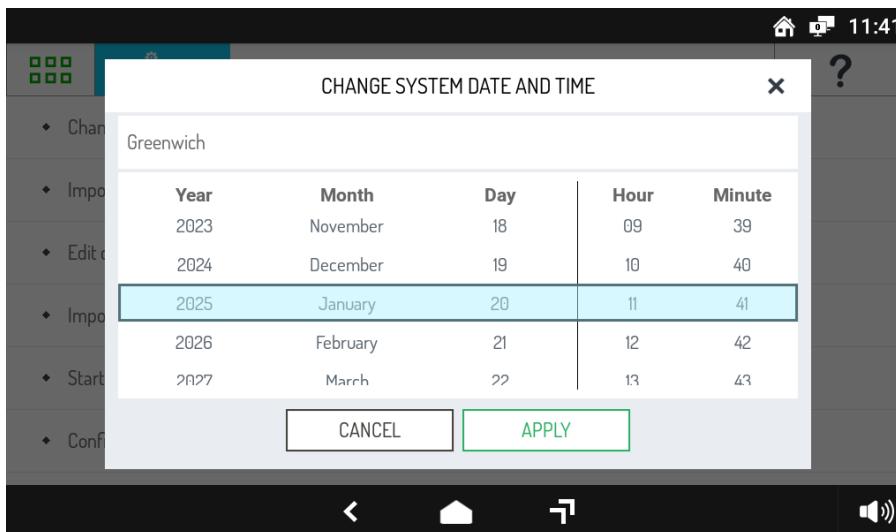 11:41
CHANGE SYSTEM DATE AND TIME
Greenwich
Year Month Day Hour Minute
2023 November 18 09 39
2024 December 19 10 40
2025 January 20 11 41
2026 February 21 12 42
2027 March 22 13 43
Chan
Impo
Edit
Impo
Start
Conf
CANCEL APPLY